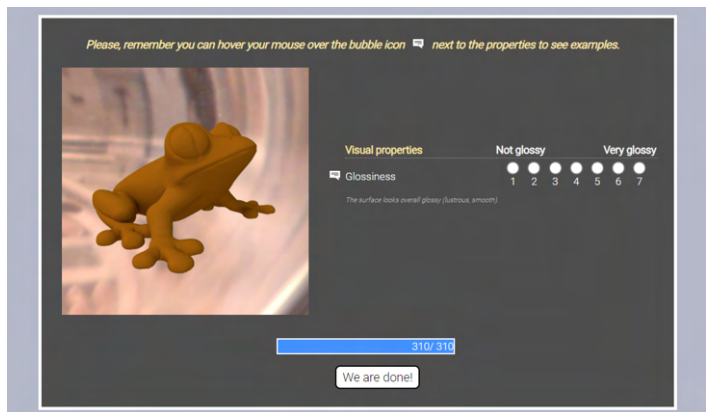 Please, remember you can hover your mouse over the bubble icon next to the properties to see examples.
Visual properties Not glossy Very glossy
Glossiness
1 2 3 4 5 6 7
The surface looks overall glossy (lustrous, smooth)
310/ 310
We are done!